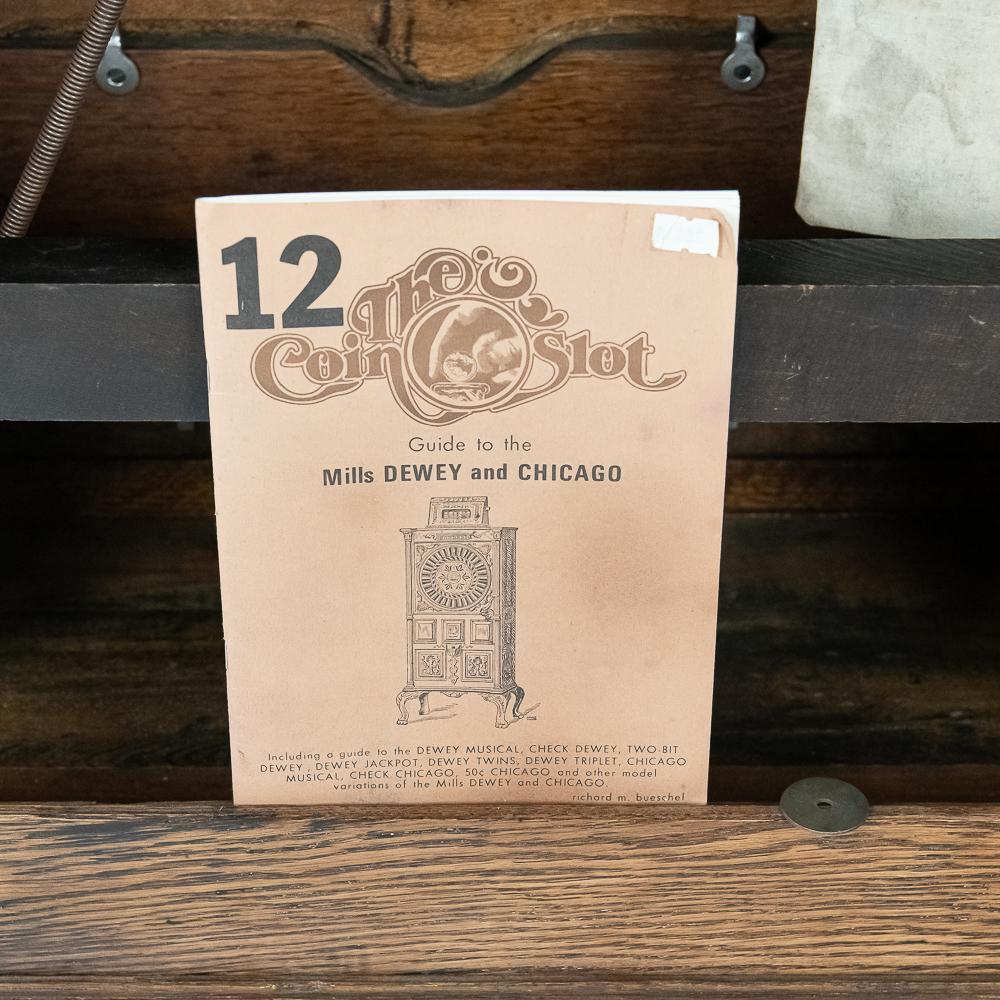 12
The
Coin Slot
Guide to the
Mills DEWEY and CHICAGO
M D M
Including a guide to the DEWEY MUSICAL, CHECK DEWEY, TWO-BIT
DEWEY, DEWEY JACKPOT, DEWEY TWINS, DEWEY TRIPLET, CHICAGO
MUSICAL, CHECK CHICAGO, 50¢ CHICAGO and other model
variations of the Mills DEWEY and CHICAGO.
richard m. bueschel